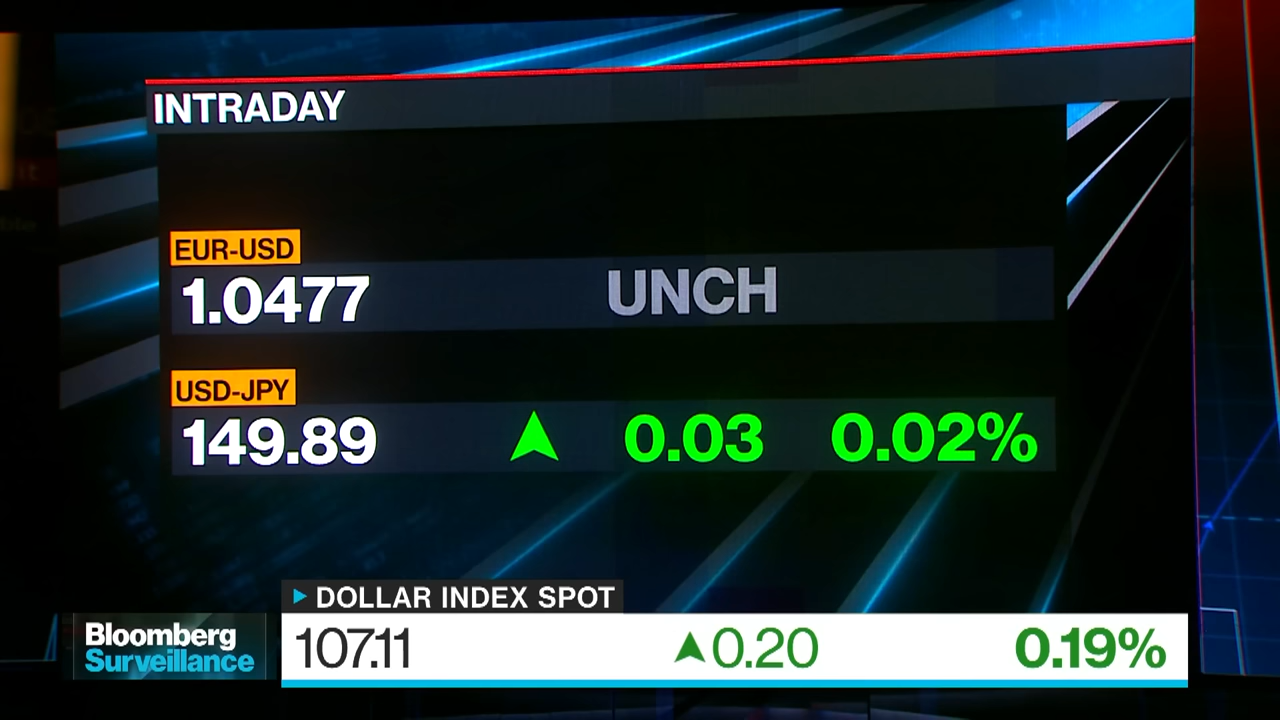 INTRADAY
EUR-USD
1.0477 UNCH
USD-JPY
149.89 ▲ 0.03 0.02%
▶ DOLLAR INDEX SPOT
Bloomberg
Surveillance
107.11 ▲ 0.20 0.19%